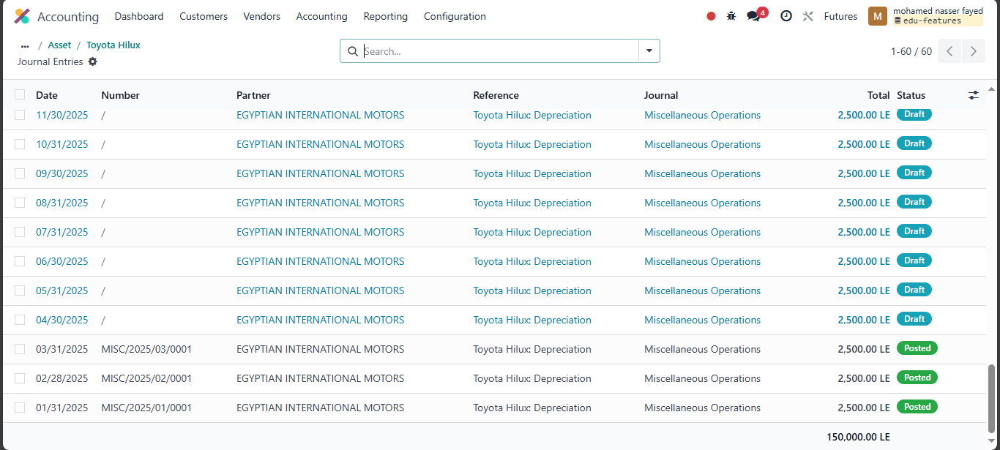 Accounting Dashboard Customers Vendors Accounting Reporting Configuration 4 Futures M mohamed nasser fayed
edu-features
... / Asset / Toyota Hilux
Journal Entries
Search...
1-60 / 60
Date Number Partner Reference Journal Total Status
11/30/2025 / EGYPTIAN INTERNATIONAL MOTORS Toyota Hilux: Depreciation Miscellaneous Operations 2,500.00 LE Draft
10/31/2025 / EGYPTIAN INTERNATIONAL MOTORS Toyota Hilux: Depreciation Miscellaneous Operations 2,500.00 LE Draft
09/30/2025 / EGYPTIAN INTERNATIONAL MOTORS Toyota Hilux: Depreciation Miscellaneous Operations 2,500.00 LE Draft
08/31/2025 / EGYPTIAN INTERNATIONAL MOTORS Toyota Hilux: Depreciation Miscellaneous Operations 2,500.00 LE Draft
07/31/2025 / EGYPTIAN INTERNATIONAL MOTORS Toyota Hilux: Depreciation Miscellaneous Operations 2,500.00 LE Draft
06/30/2025 / EGYPTIAN INTERNATIONAL MOTORS Toyota Hilux: Depreciation Miscellaneous Operations 2,500.00 LE Draft
05/31/2025 / EGYPTIAN INTERNATIONAL MOTORS Toyota Hilux: Depreciation Miscellaneous Operations 2,500.00 LE Draft
04/30/2025 / EGYPTIAN INTERNATIONAL MOTORS Toyota Hilux: Depreciation Miscellaneous Operations 2,500.00 LE Draft
03/31/2025 MISC/2025/03/0001 EGYPTIAN INTERNATIONAL MOTORS Toyota Hilux: Depreciation Miscellaneous Operations 2,500.00 LE Posted
02/28/2025 MISC/2025/02/0001 EGYPTIAN INTERNATIONAL MOTORS Toyota Hilux: Depreciation Miscellaneous Operations 2,500.00 LE Posted
01/31/2025 MISC/2025/01/0001 EGYPTIAN INTERNATIONAL MOTORS Toyota Hilux: Depreciation Miscellaneous Operations 2,500.00 LE Posted
150,000.00 LE